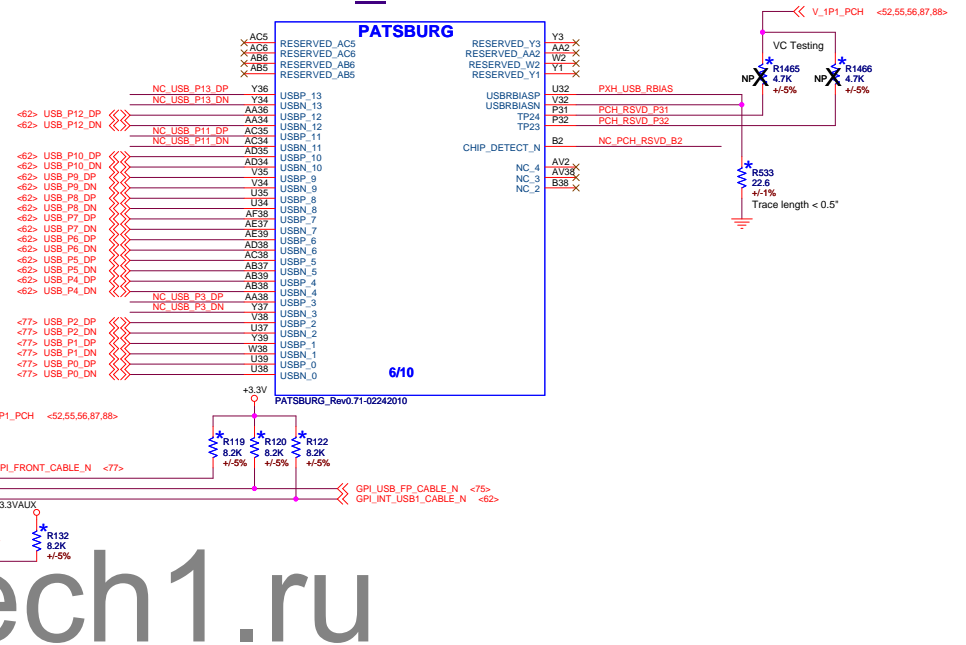 V_1P1_PCH <52,55,56,87,88>
PATSBURG
VC Testing
AC5 RESERVED_AC5 RESERVED_Y3 Y3
AC6 RESERVED_AC6 RESERVED_AA2 AA2
AB6 RESERVED_AB6 RESERVED_W2 W2
AB5 RESERVED_AB5 RESERVED_Y1 Y1
NP R1465 4.7K +/-5%
NP R1466 4.7K +/-5%
NC_USB_P13_DP Y36 USBP_13 USBRBIASP U32 PXH_USB_RBIAS
NC_USB_P13_DN Y34 USBN_13 USBRBIASN V32
<62> USB_P12_DP AA36 USBP_12 TP24 P31 PCH_RSVD_P31
<62> USB_P12_DN AA34 USBN_12 TP23 P32 PCH_RSVD_P32
NC_USB_P11_DP AC35 USBP_11
NC_USB_P11_DN AC34 USBN_11 CHIP_DETECT_N B2 NC_PCH_RSVD_B2
<62> USB_P10_DP AD35 USBP_10
<62> USB_P10_DN AD34 USBN_10 NC_4 AV2
<62> USB_P9_DP V35 USBP_9 NC_3 AV38
<62> USB_P9_DN V34 USBN_9 NC_2 B38
R533
22.6
+/-1%
Trace length < 0.5"
<62> USB_P8_DP U35 USBP_8
<62> USB_P8_DN U34 USBN_8
<62> USB_P7_DP AF38 USBP_7
<62> USB_P7_DN AE37 USBN_7
<62> USB_P6_DP AE39 USBP_6
<62> USB_P6_DN AD38 USBN_6
<62> USB_P5_DP AC38 USBP_5
<62> USB_P5_DN AB37 USBN_5
<62> USB_P4_DP AB39 USBP_4
<62> USB_P4_DN AB38 USBN_4
NC_USB_P3_DP AA38 USBP_3
NC_USB_P3_DN Y37 USBN_3
<77> USB_P2_DP V38 USBP_2
<77> USB_P2_DN U37 USBN_2
<77> USB_P1_DP Y39 USBP_1
<77> USB_P1_DN W38 USBN_1
<77> USB_P0_DP U39 USBP_0
<77> USB_P0_DN U38 USBN_0
6/10
+3.3V
PATSBURG_Rev0.71-02242010
P1_PCH <52,55,56,87,88>
R119 8.2K +/-5%
R120 8.2K +/-5%
R122 8.2K +/-5%
PI_FRONT_CABLE_N <77>
GPI_USB_FP_CABLE_N <75>
GPI_INT_USB1_CABLE_N <62>
3.3VAUX
R132
8.2K
+/-5%
ech1.ru